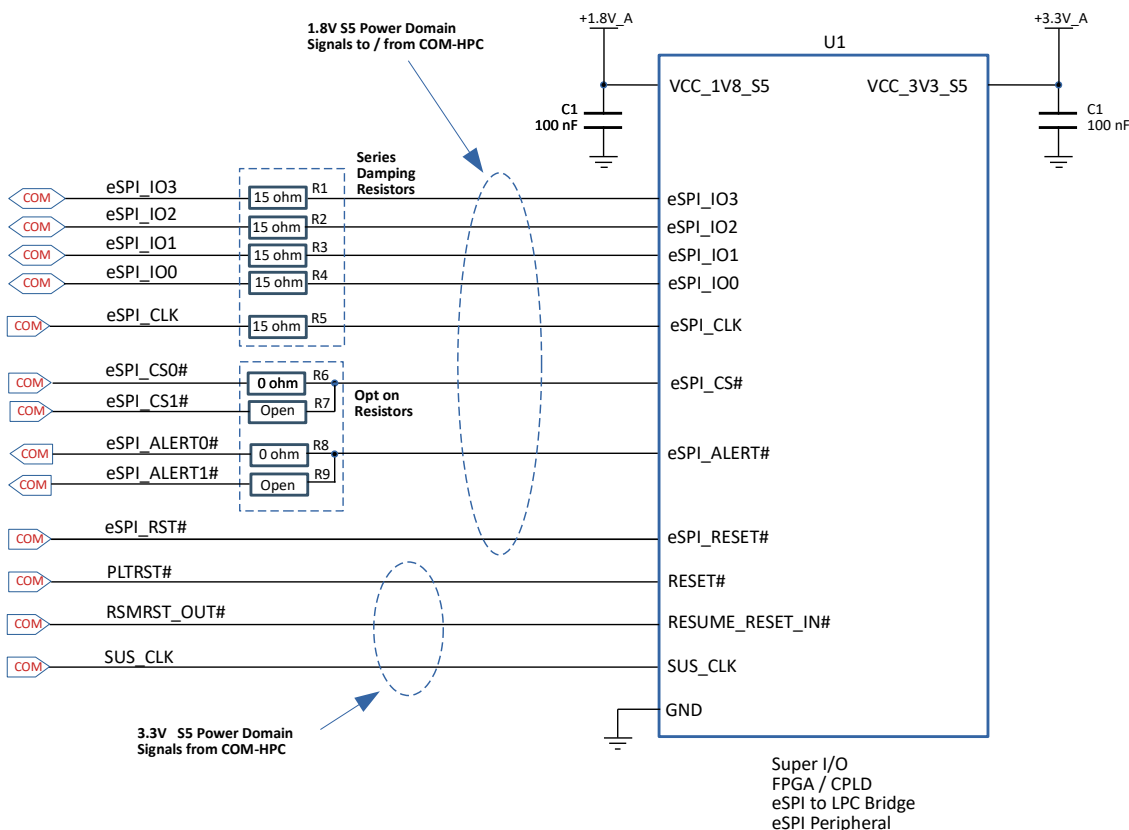 1.8V S5 Power Domain
Signals to / from COM-HPC
+1.8V_A
+3.3V_A
U1
VCC_1V8_S5
VCC_3V3_S5
C1
100 nF
C1
100 nF
Series
Damping
Resistors
COM
eSPI_IO3
15 ohm
R1
eSPI_IO3
COM
eSPI_IO2
15 ohm
R2
eSPI_IO2
COM
eSPI_IO1
15 ohm
R3
eSPI_IO1
COM
eSPI_IO0
15 ohm
R4
eSPI_IO0
COM
eSPI_CLK
15 ohm
R5
eSPI_CLK
COM
eSPI_CS0#
0 ohm
R6
eSPI_CS#
COM
eSPI_CS1#
Open
R7
Opt on
Resistors
COM
eSPI_ALERT0#
0 ohm
R8
eSPI_ALERT#
COM
eSPI_ALERT1#
Open
R9
COM
eSPI_RST#
eSPI_RESET#
COM
PLTRST#
RESET#
COM
RSMRST_OUT#
RESUME_RESET_IN#
COM
SUS_CLK
SUS_CLK
GND
3.3V S5 Power Domain
Signals from COM-HPC
Super I/O
FPGA / CPLD
eSPI to LPC Bridge
eSPI Peripheral